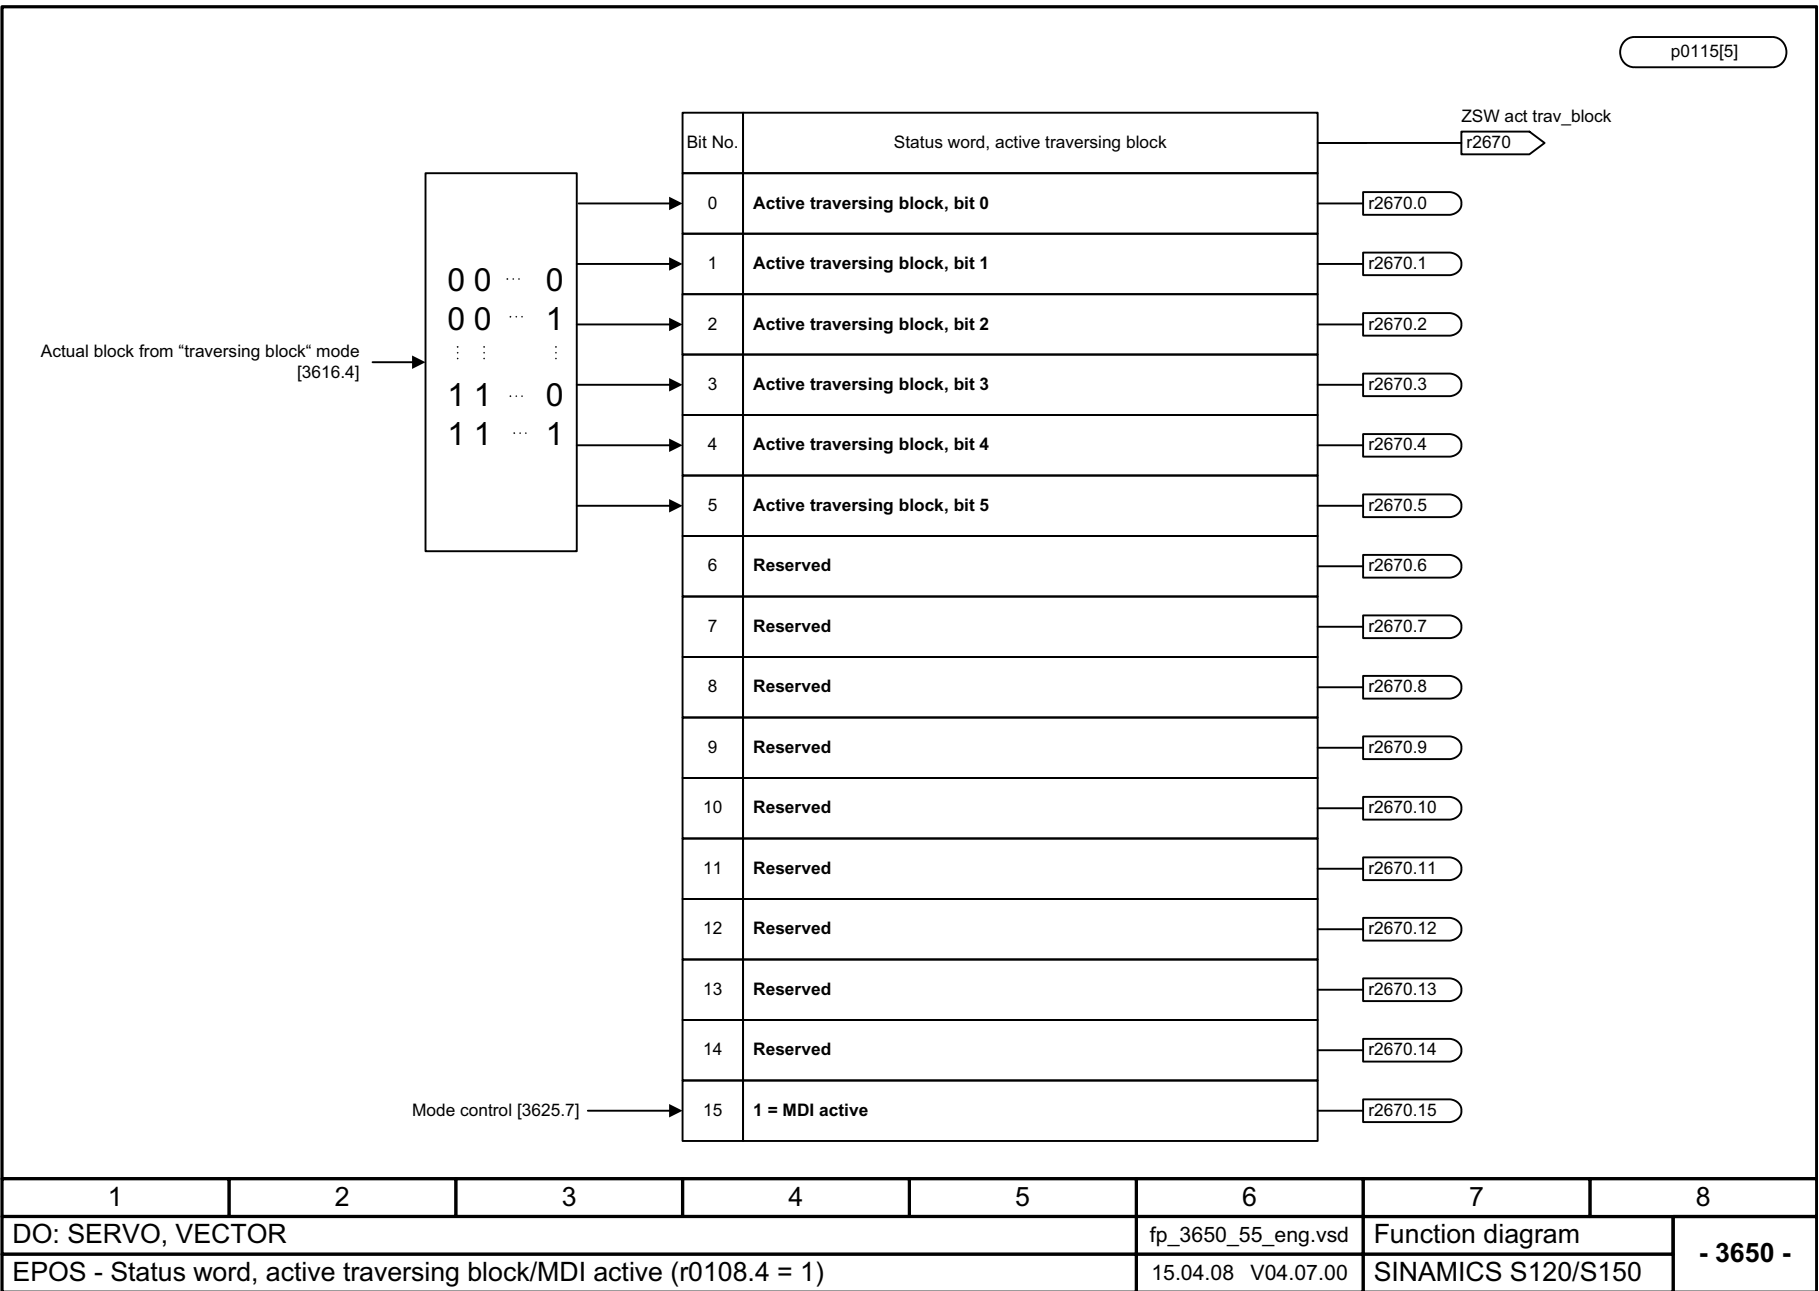 p0115[5]
ZSW act trav_block
Bit No. Status word, active traversing block r2670
0 Active traversing block, bit 0 r2670.0
1 Active traversing block, bit 1 r2670.1
0 0 ... 0
0 0 ... 1
2 Active traversing block, bit 2 r2670.2
Actual block from “traversing block“ mode
[3616.4]
⋮ ⋮ ⋮
1 1 ... 0
3 Active traversing block, bit 3 r2670.3
1 1 ... 1
4 Active traversing block, bit 4 r2670.4
5 Active traversing block, bit 5 r2670.5
6 Reserved r2670.6
7 Reserved r2670.7
8 Reserved r2670.8
9 Reserved r2670.9
10 Reserved r2670.10
11 Reserved r2670.11
12 Reserved r2670.12
13 Reserved r2670.13
14 Reserved r2670.14
Mode control [3625.7] 15 1 = MDI active r2670.15
1 2 3 4 5 6 7 8
DO: SERVO, VECTOR fp_3650_55_eng.vsd Function diagram
- 3650 -
EPOS - Status word, active traversing block/MDI active (r0108.4 = 1) 15.04.08 V04.07.00 SINAMICS S120/S150